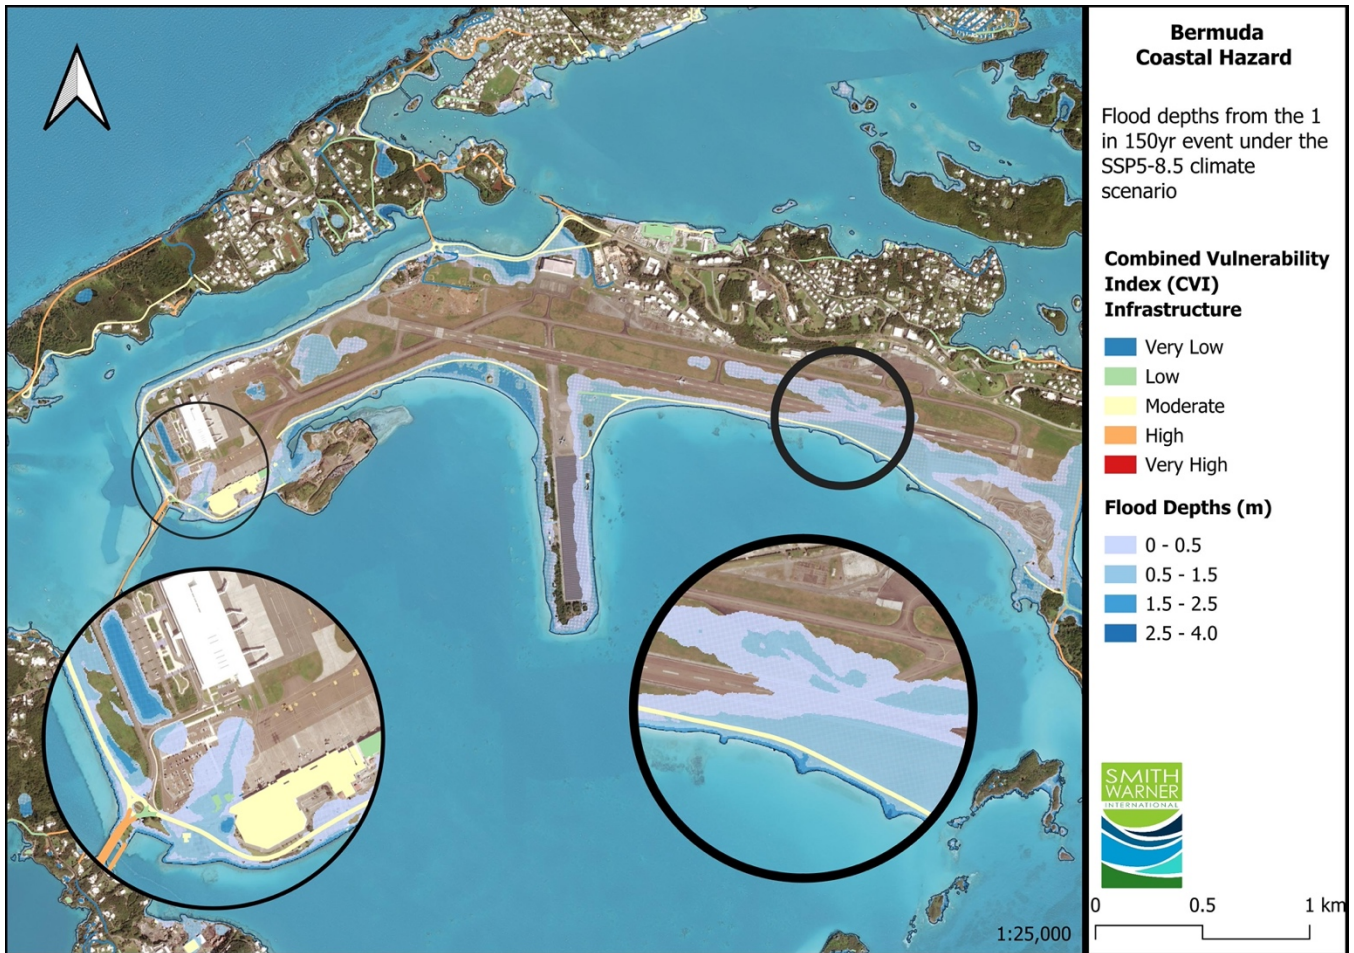 Bermuda
Coastal Hazard
Flood depths from the 1
in 150yr event under the
SSP5-8.5 climate
scenario
Combined Vulnerability
Index (CVI)
Infrastructure
Very Low
Low
Moderate
High
Very High
Flood Depths (m)
0 - 0.5
0.5 - 1.5
1.5 - 2.5
2.5 - 4.0
SMITH
WARNER
INTERNATIONAL
0 0.5 1 km
1:25,000